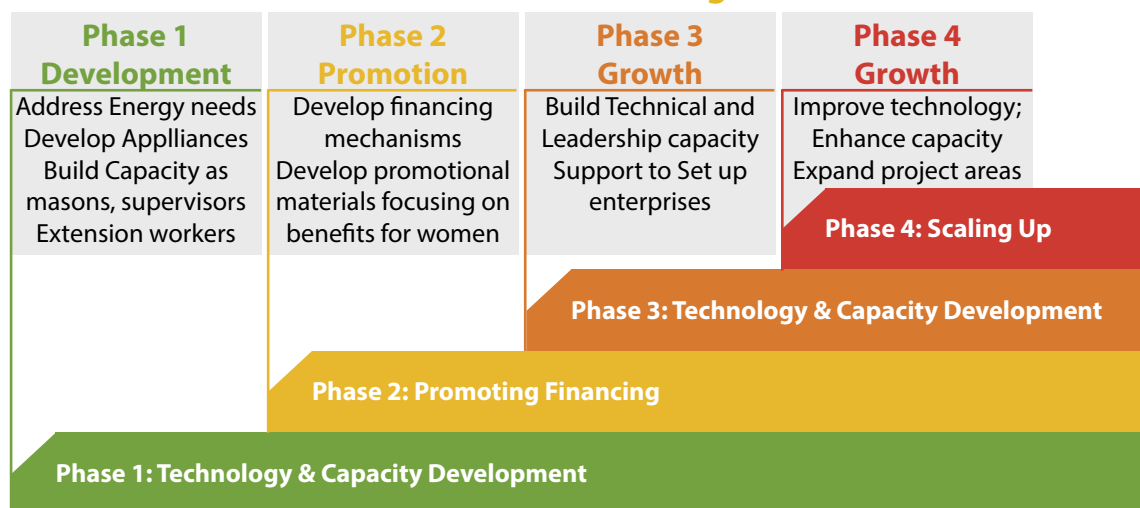 Phase 1
Development
Address Energy needs
Develop Applliances
Build Capacity as
masons, supervisors
Extension workers
Phase 2
Promotion
Develop financing
mechanisms
Develop promotional
materials focusing on
benefits for women
Phase 3
Growth
Build Technical and
Leadership capacity
Support to Set up
enterprises
Phase 4
Growth
Improve technology;
Enhance capacity
Expand project areas
Phase 4: Scaling Up
Phase 3: Technology & Capacity Development
Phase 2: Promoting Financing
Phase 1: Technology & Capacity Development